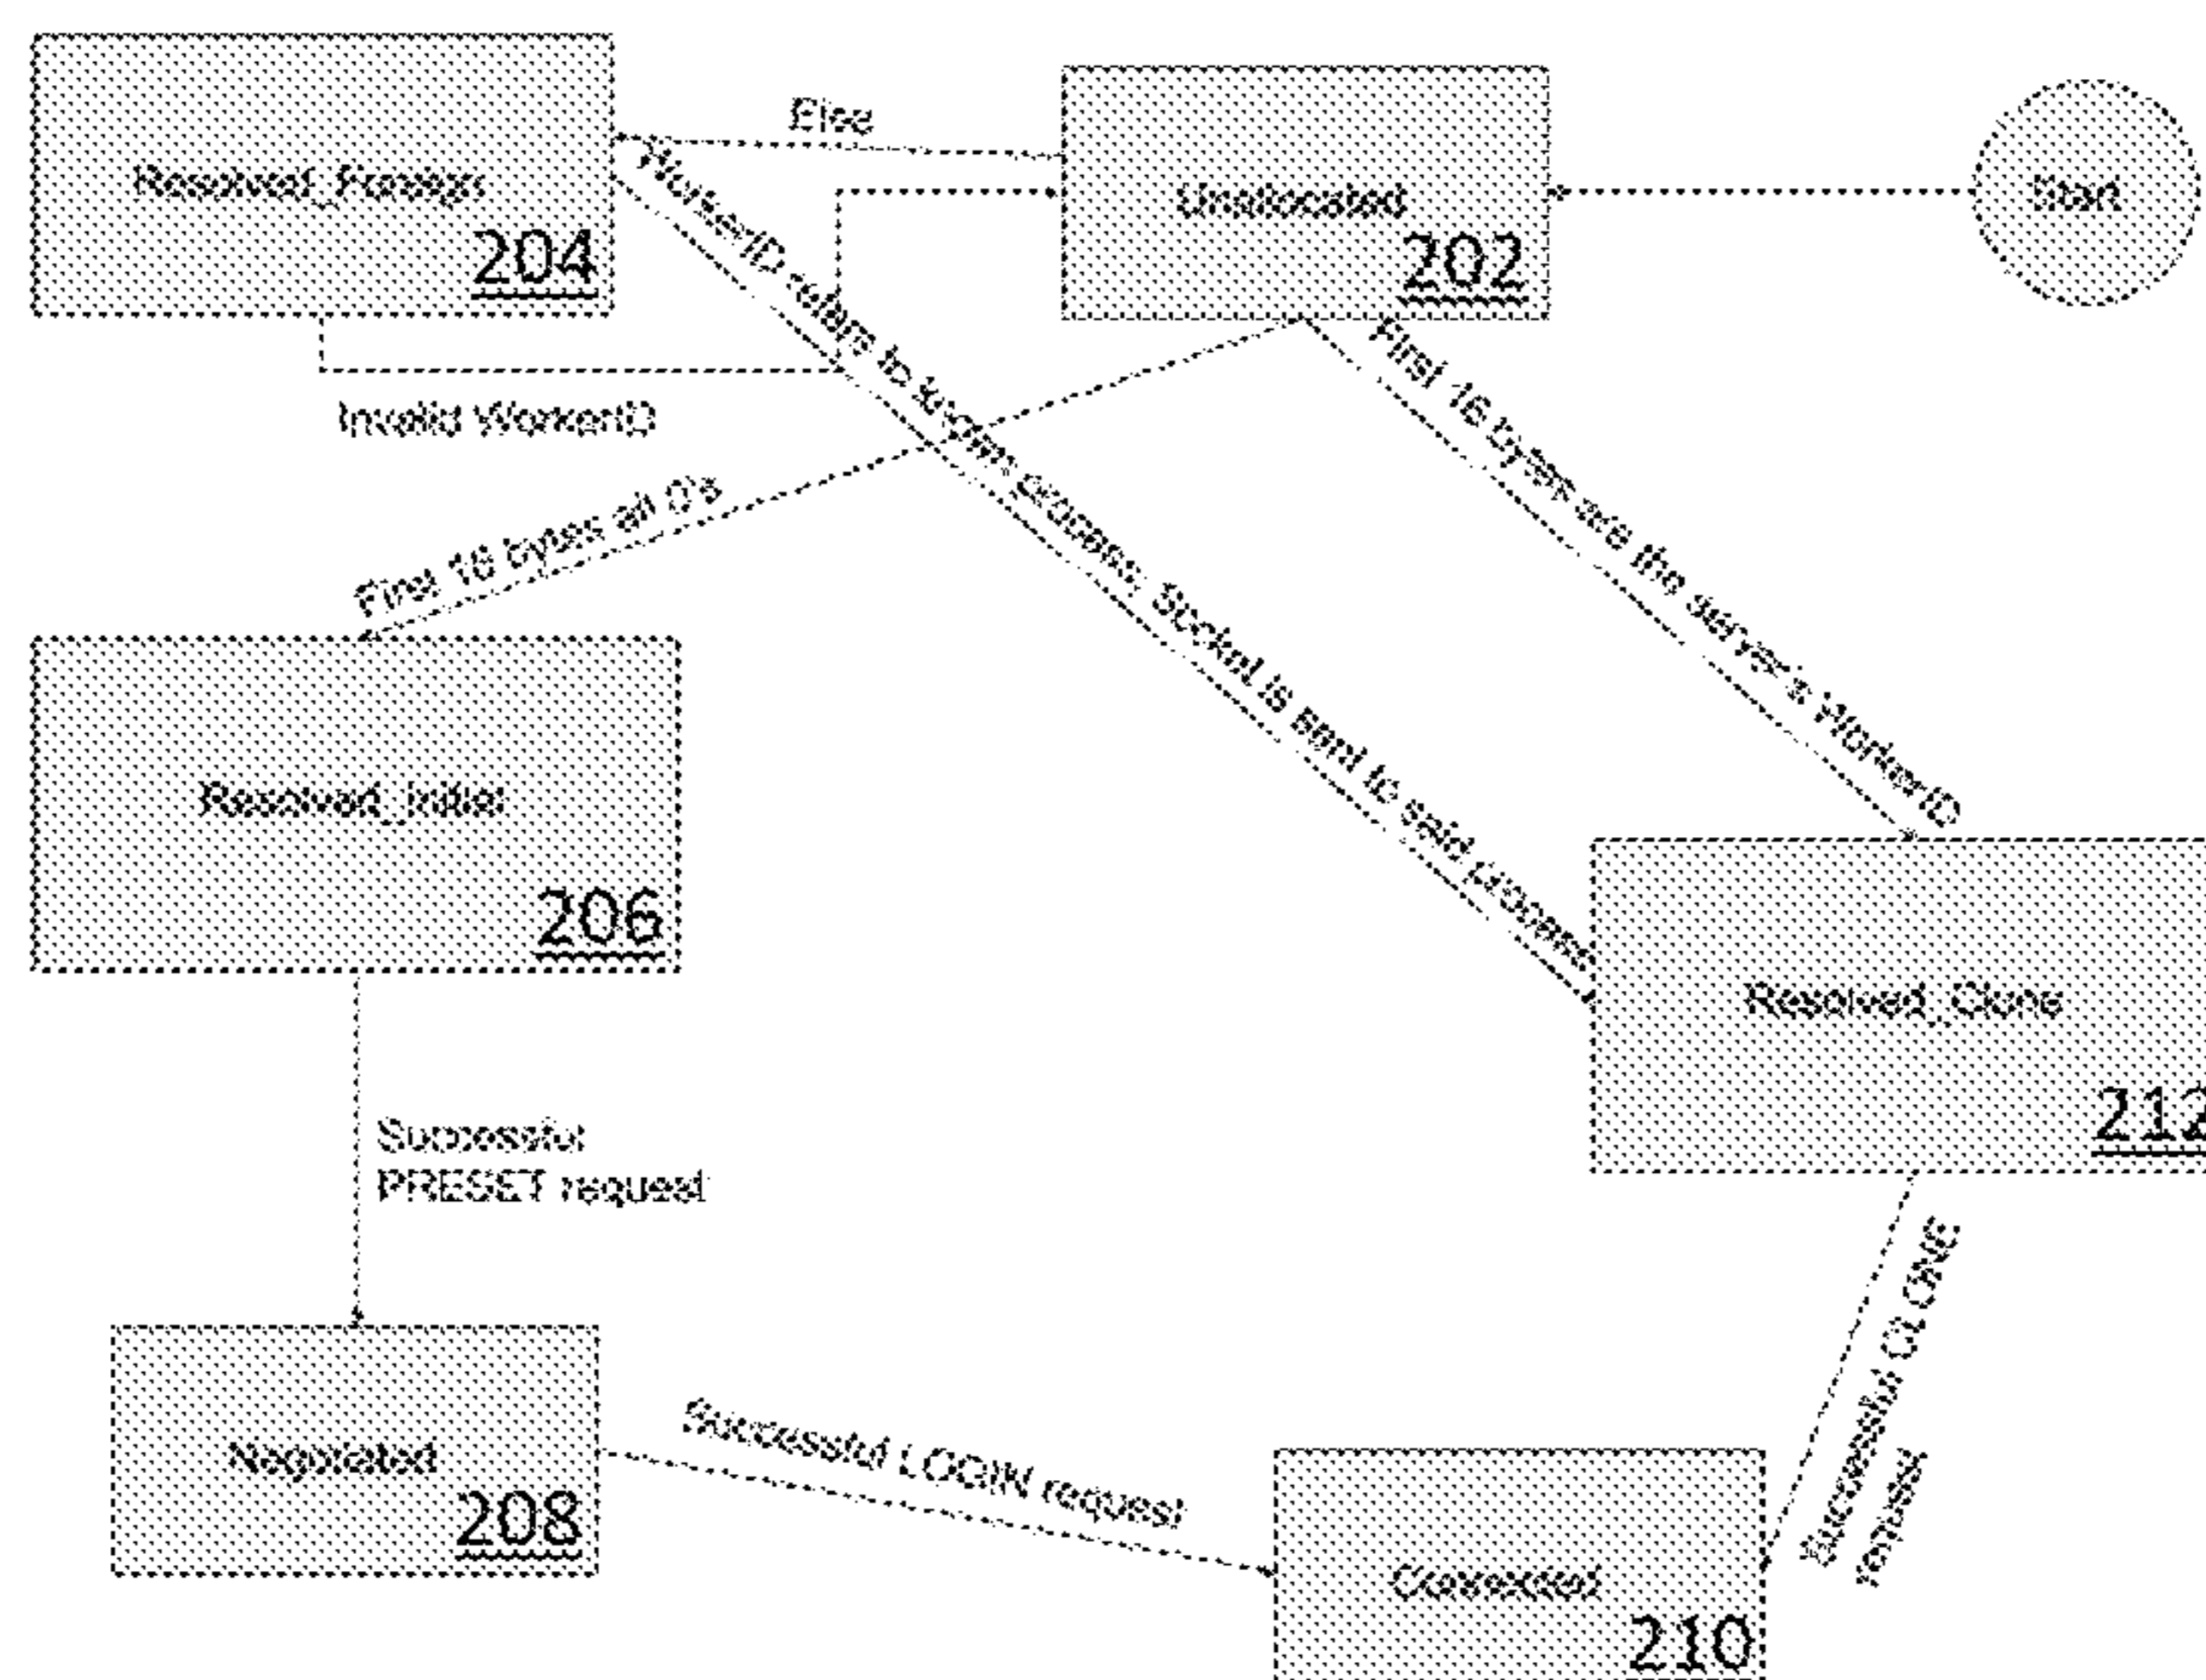 Else
Resolved_Foreign
204
Unallocated
202
Start
Invalid WorkerID
WorkerID refers to known process; Socket is sent to said process
First 16 bytes are the server's WorkerID
First 16 bytes all 0's
Resolved_Initial
206
Resolved_Clone
212
Successful
PRESET request
Successful CLONE
request
Negotiated
208
Successful LOGIN request
Connected
210